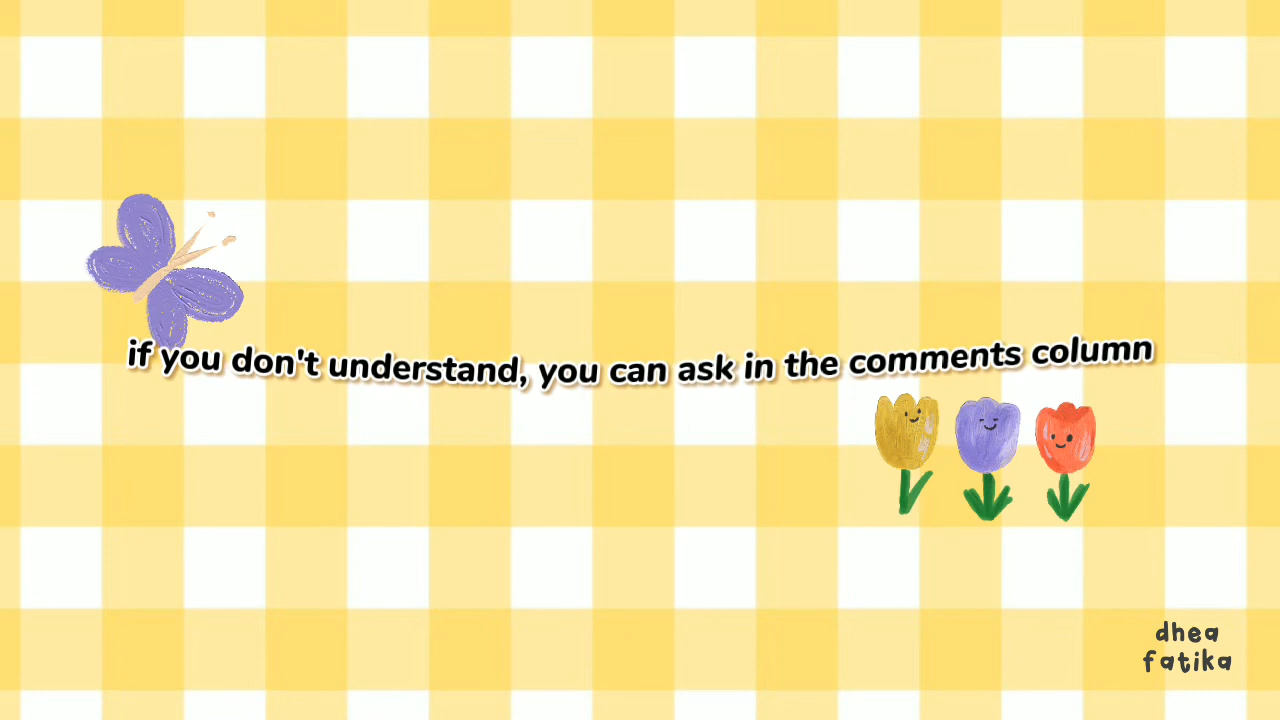 if you don't understand, you can ask in the comments column
dhea
fatika